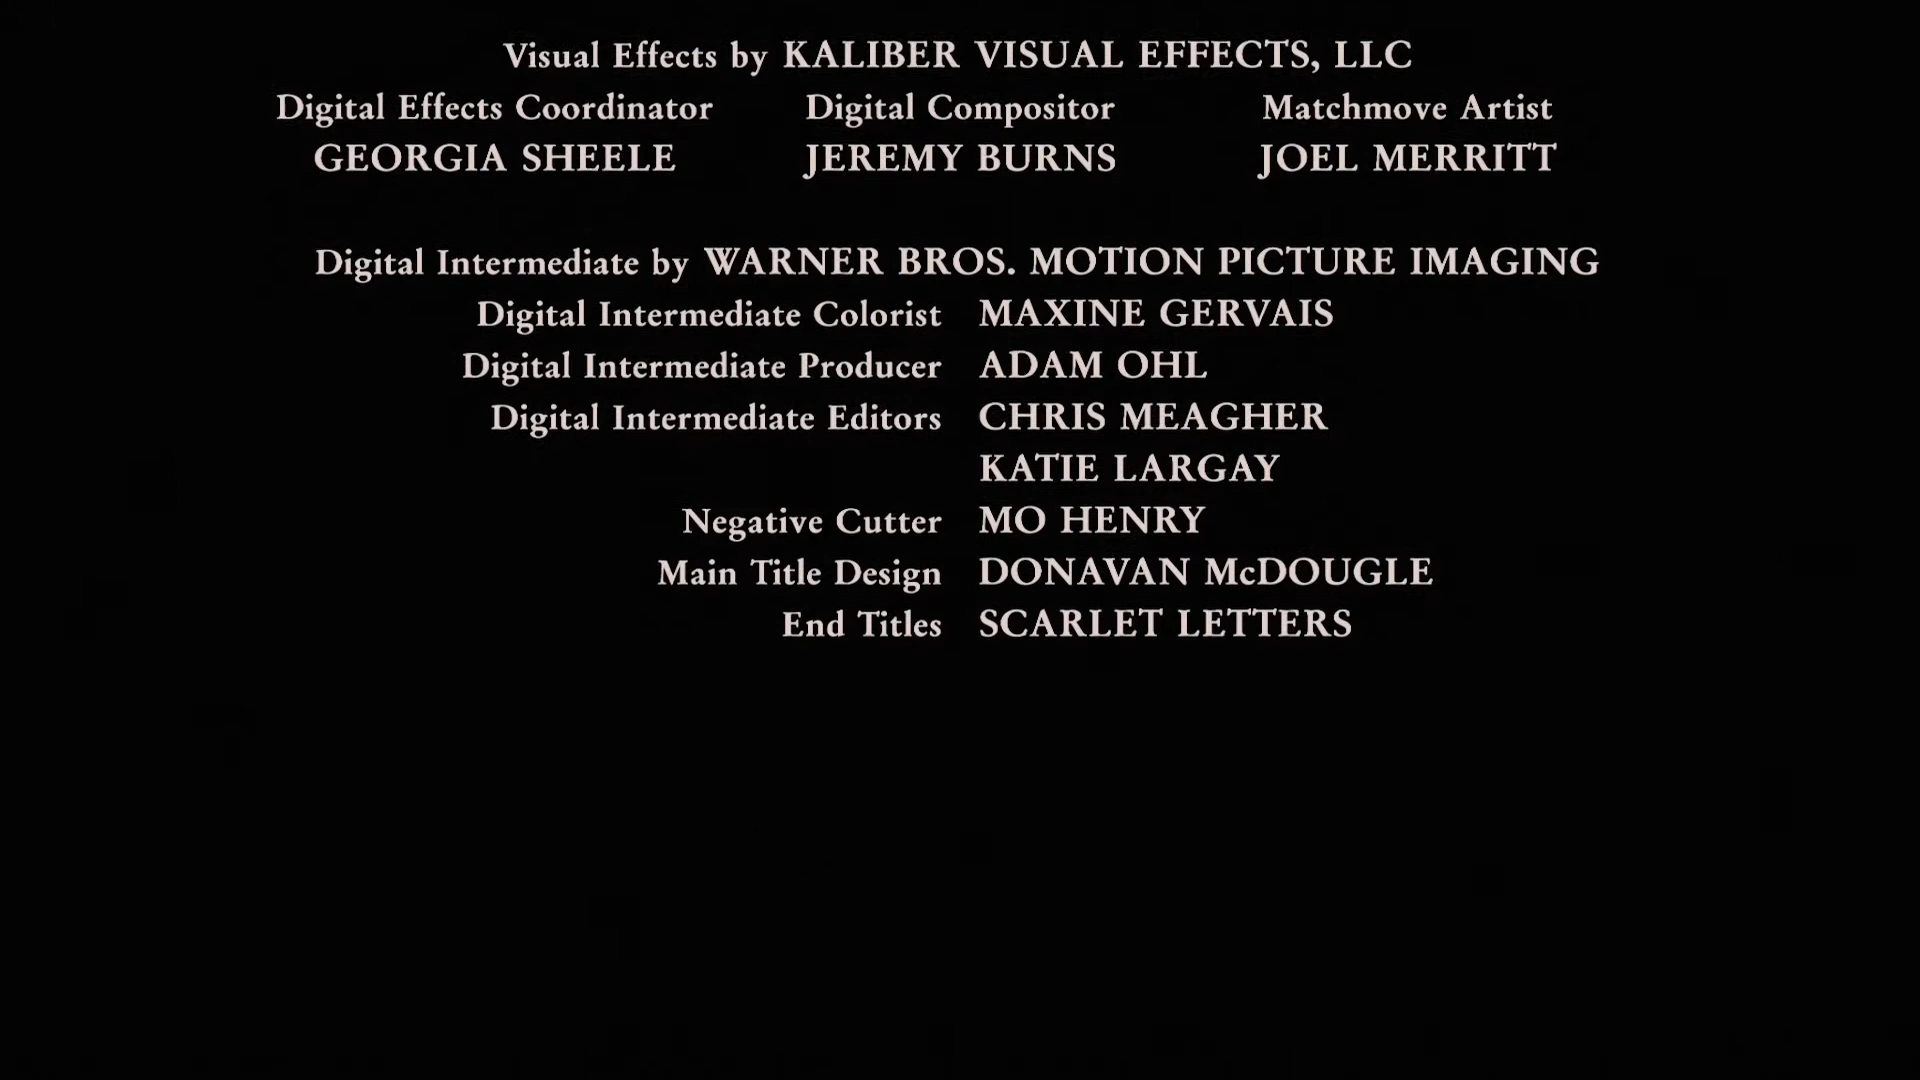 Visual Effects by KALIBER VISUAL EFFECTS, LLC
Digital Effects Coordinator Digital Compositor Matchmove Artist
GEORGIA SHEELE JEREMY BURNS JOEL MERRITT
Digital Intermediate by WARNER BROS. MOTION PICTURE IMAGING
Digital Intermediate Colorist MAXINE GERVAIS
Digital Intermediate Producer ADAM OHL
Digital Intermediate Editors CHRIS MEAGHER
KATIE LARGAY
Negative Cutter MO HENRY
Main Title Design DONAVAN McDOUGLE
End Titles SCARLET LETTERS